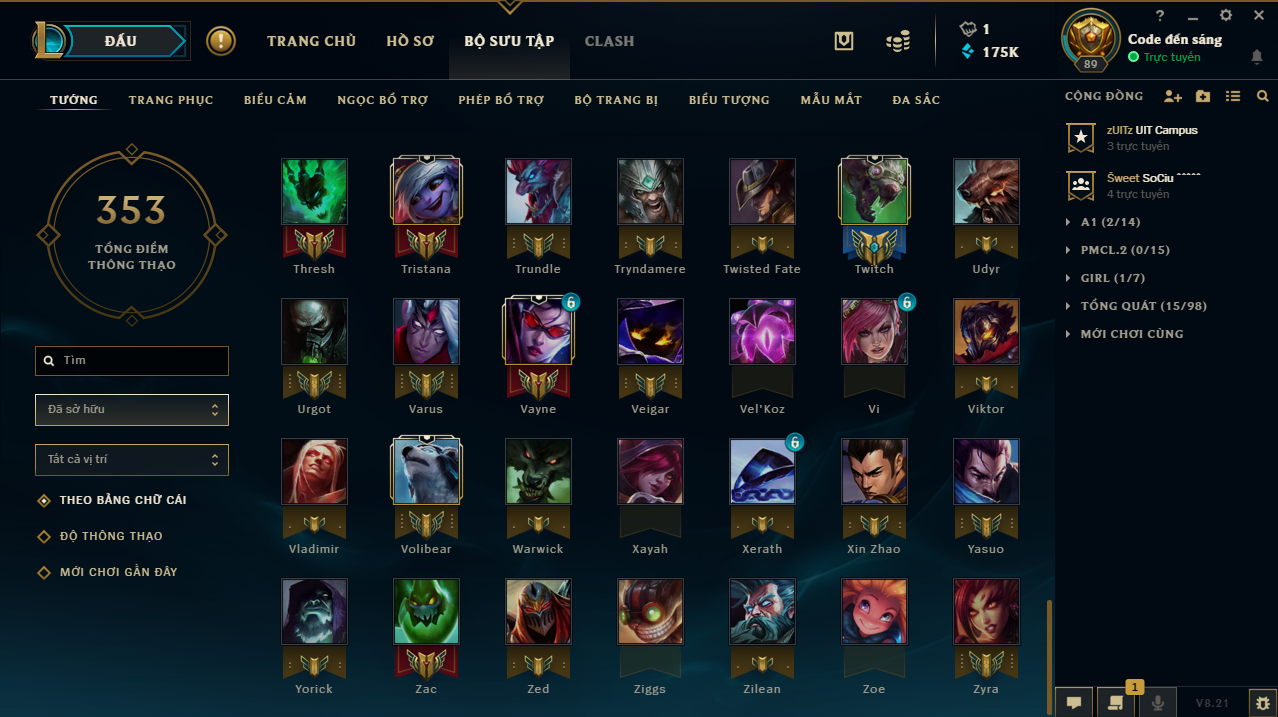 ĐẤU
TRANG CHỦ
HỒ SƠ
BỘ SƯU TẬP
CLASH
1
175K
89
Code đến sáng
Trực tuyến
TƯỚNG
TRANG PHỤC
BIỂU CẢM
NGỌC BỔ TRỢ
PHÉP BỔ TRỢ
BỘ TRANG BỊ
BIỂU TƯỢNG
MẪU MẮT
ĐA SẮC
353
TỔNG ĐIỂM
THÔNG THẠO
Tìm
Đã sở hữu
Tất cả vị trí
THEO BẢNG CHỮ CÁI
ĐỘ THÔNG THẠO
MỚI CHƠI GẦN ĐÂY
Thresh
Tristana
Trundle
Tryndamere
Twisted Fate
Twitch
Udyr
Urgot
Varus
Vayne
Veigar
Vel'Koz
Vi
Viktor
Vladimir
Volibear
Warwick
Xayah
Xerath
Xin Zhao
Yasuo
Yorick
Zac
Zed
Ziggs
Zilean
Zoe
Zyra
CỘNG ĐỒNG
zUITz UIT Campus
3 trực tuyến
Šweet SoCiu ˆˆˆˆˆ
4 trực tuyến
A1 (2/14)
PMCL.2 (0/15)
GIRL (1/7)
TỔNG QUÁT (15/98)
MỚI CHƠI CÙNG
1
V8.21